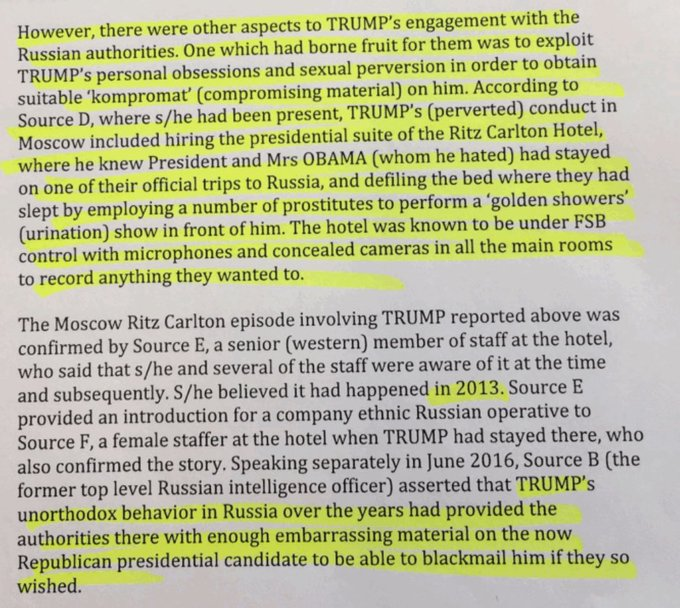 However, there were other aspects to TRUMP's engagement with the
Russian authorities. One which had borne fruit for them was to exploit
TRUMP's personal obsessions and sexual perversion in order to obtain
suitable 'kompromat' (compromising material) on him. According to
Source D, where s/he had been present, TRUMP's (perverted) conduct in
Moscow included hiring the presidential suite of the Ritz Carlton Hotel,
where he knew President and Mrs OBAMA (whom he hated) had stayed
on one of their official trips to Russia, and defiling the bed where they had
slept by employing a number of prostitutes to perform a 'golden showers'
(urination) show in front of him. The hotel was known to be under FSB
control with microphones and concealed cameras in all the main rooms
to record anything they wanted to.
The Moscow Ritz Carlton episode involving TRUMP reported above was
confirmed by Source E, a senior (western) member of staff at the hotel,
who said that s/he and several of the staff were aware of it at the time
and subsequently. S/he believed it had happened in 2013. Source E
provided an introduction for a company ethnic Russian operative to
Source F, a female staffer at the hotel when TRUMP had stayed there, who
also confirmed the story. Speaking separately in June 2016, Source B (the
former top level Russian intelligence officer) asserted that TRUMP's
unorthodox behavior in Russia over the years had provided the
authorities there with enough embarrassing material on the now
Republican presidential candidate to be able to blackmail him if they so
wished.